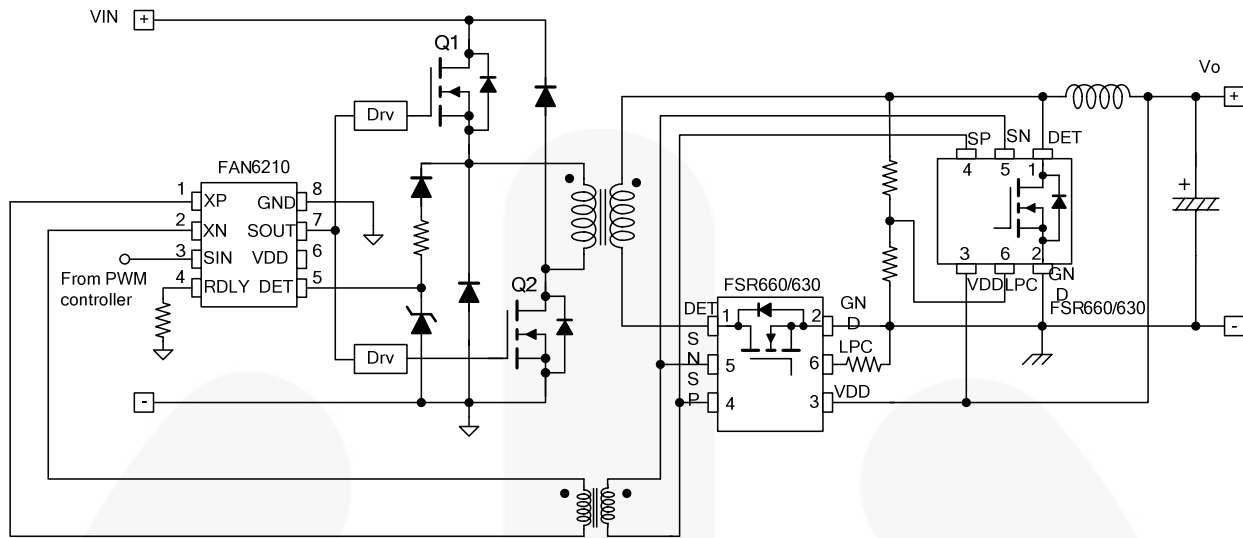 VIN +
Q1
Drv
FAN6210
1 XP GND 8
2 XN SOUT 7
3 SIN VDD 6
4 RDLY DET 5
From PWM
controller
Q2
Drv
-
Vo
+
SP SN DET
4 5 1
+
3 6 2
VDD LPC GN
D
FSR660/630
-
FSR660/630
DET 1 2 GN
D
S
N 5 6 LPC
S
P 4 3 VDD